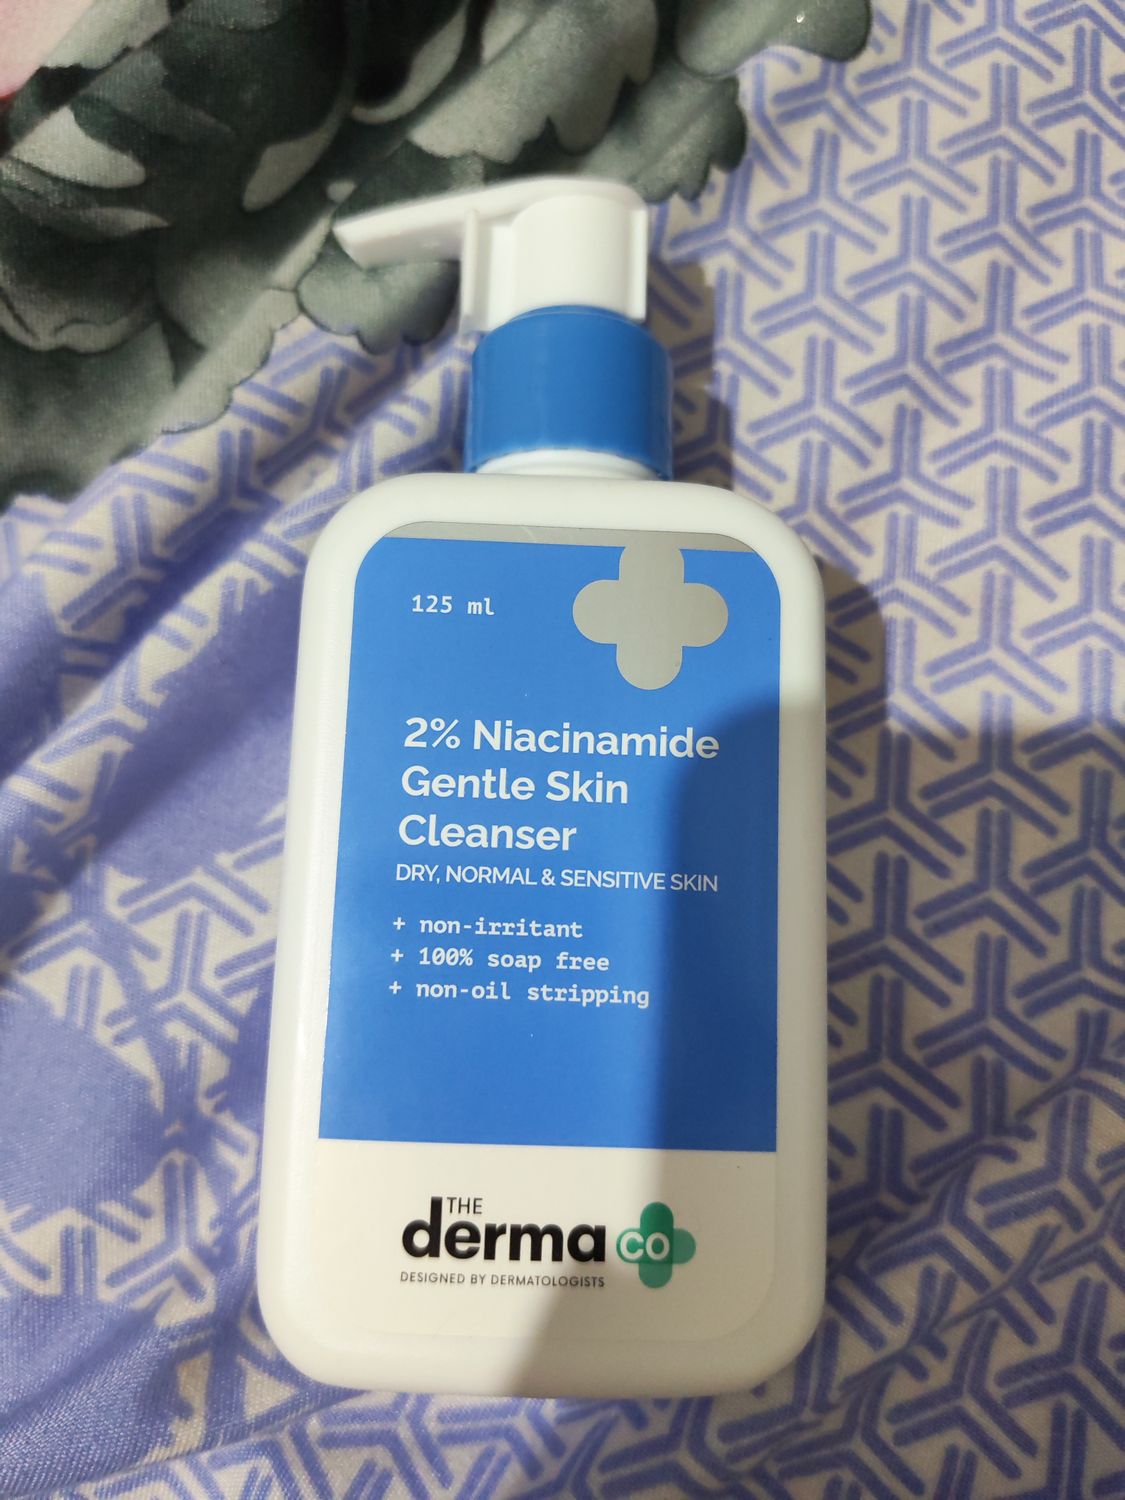 125 ml
2% Niacinamide
Gentle Skin
Cleanser
DRY, NORMAL & SENSITIVE SKIN
+ non-irritant
+ 100% soap free
+ non-oil stripping
THE
derma co
DESIGNED BY DERMATOLOGISTS